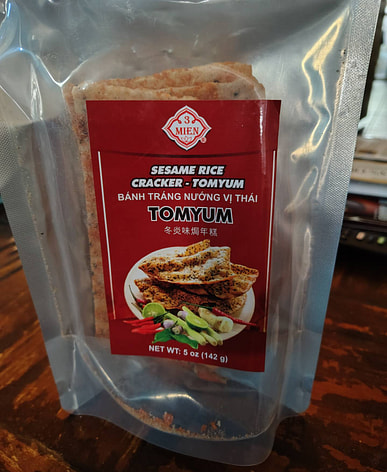 3
MIEN
SESAME RICE
CRACKER - TOMYUM
BÁNH TRÁNG NƯỚNG VỊ THÁI
TOMYUM
冬炎味焗年糕
NET WT: 5 oz (142 g)